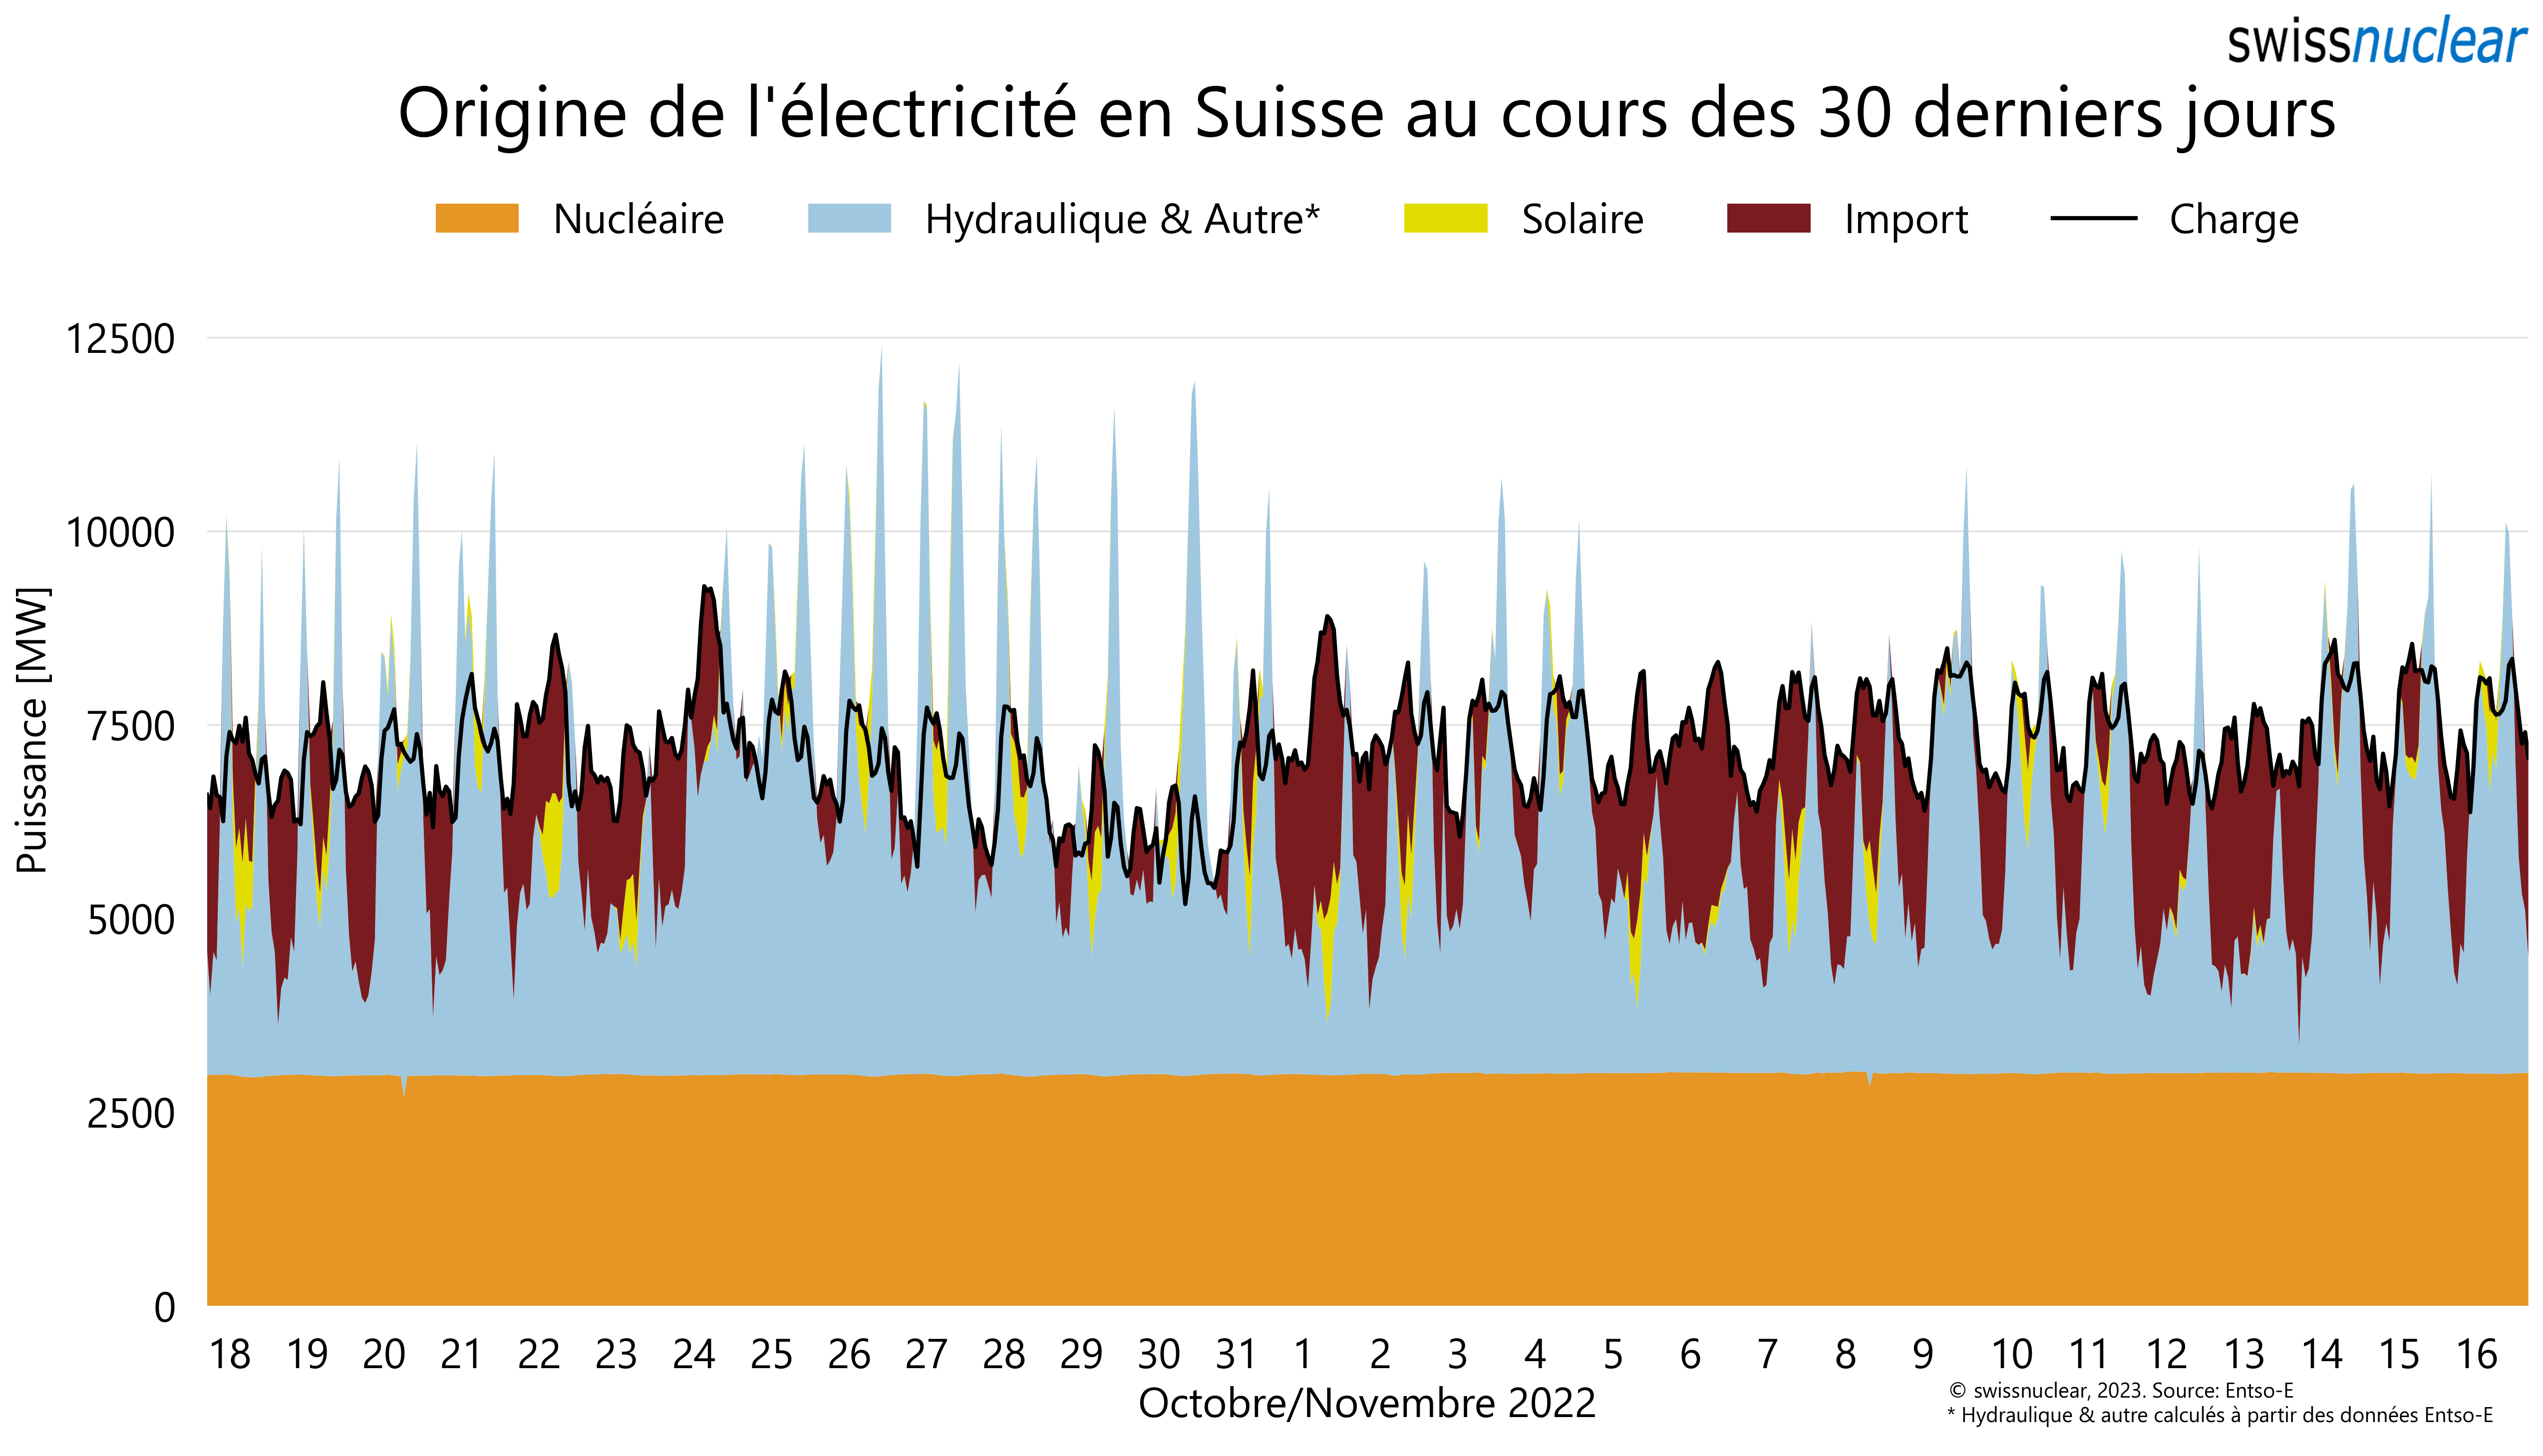 swissnuclear
Origine de l'électricité en Suisse au cours des 30 derniers jours
Nucléaire Hydraulique & Autre* Solaire Import Charge
Puissance [MW]
12500
10000
7500
5000
2500
0
18 19 20 21 22 23 24 25 26 27 28 29 30 31 1 2 3 4 5 6 7 8 9 10 11 12 13 14 15 16
Octobre/Novembre 2022
© swissnuclear, 2023. Source: Entso-E
* Hydraulique & autre calculés à partir des données Entso-E